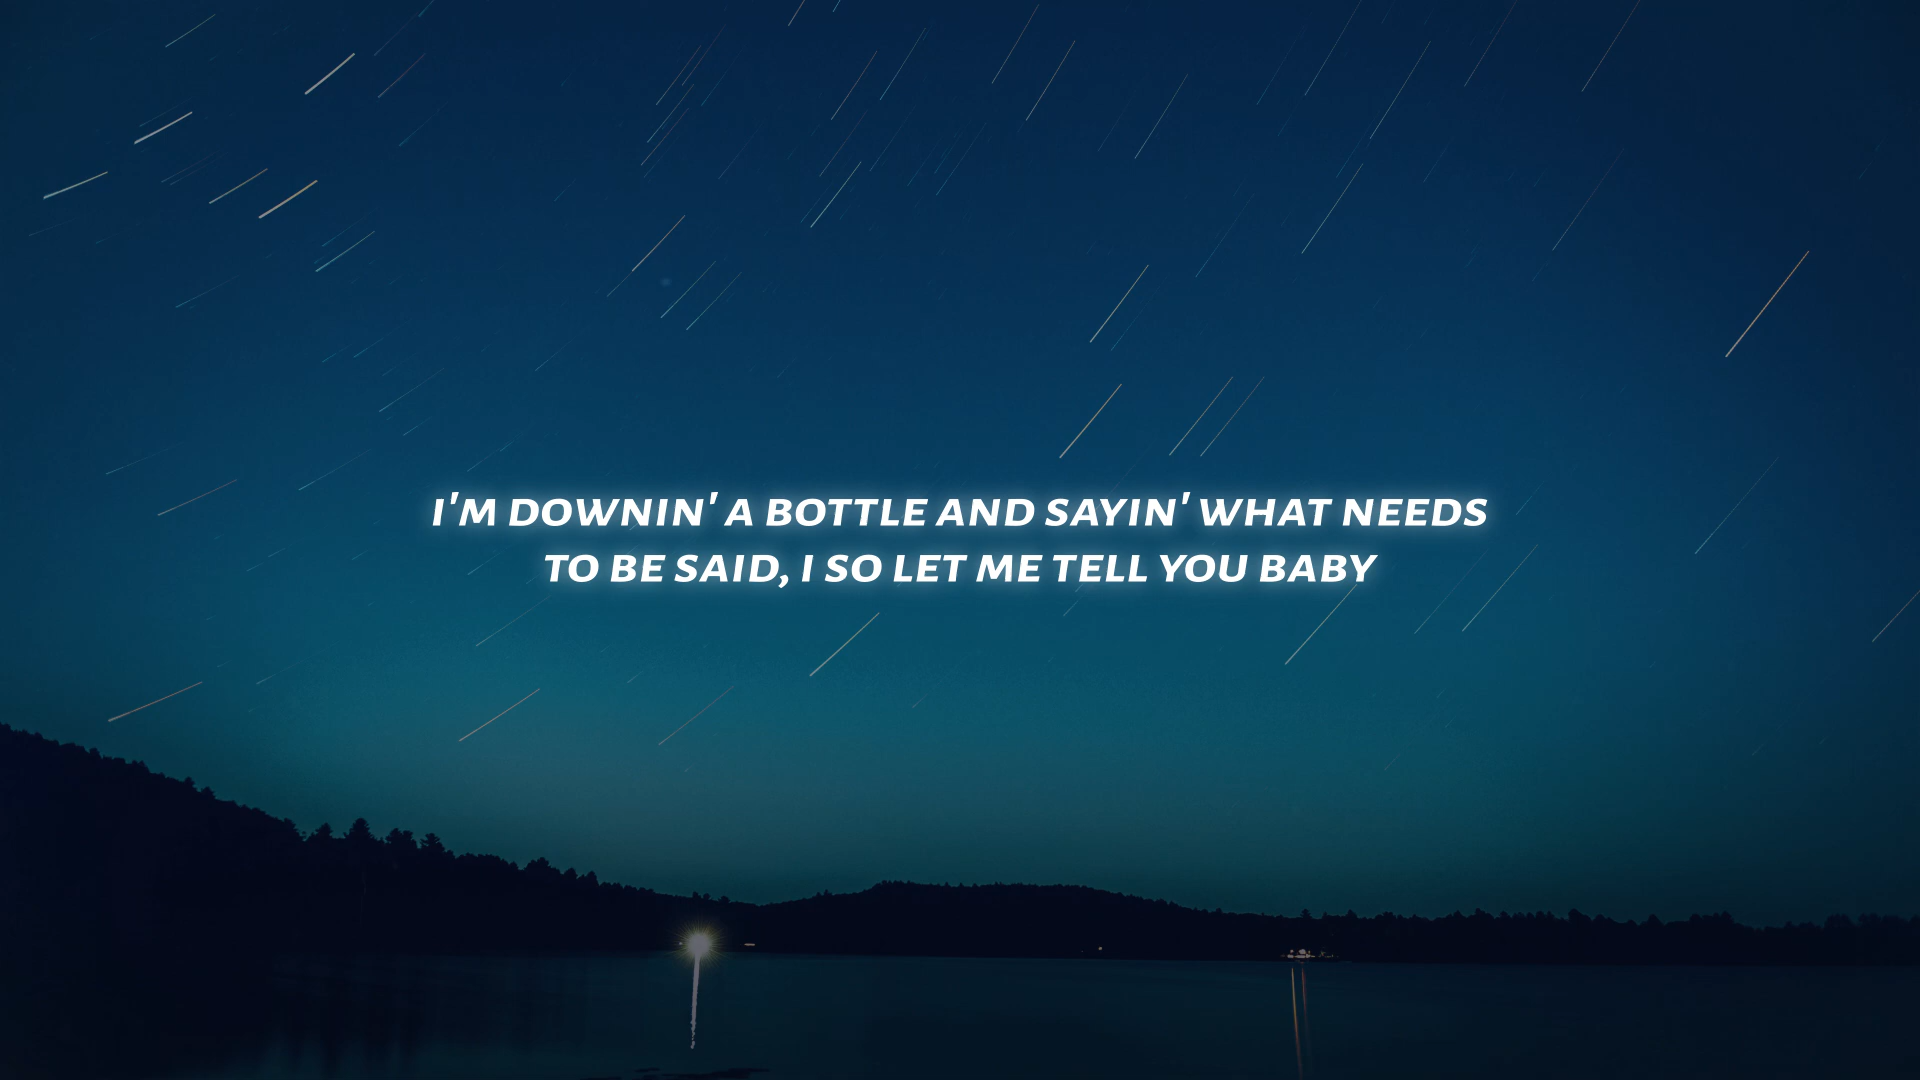 I'M DOWNIN' A BOTTLE AND SAYIN' WHAT NEEDS
TO BE SAID, I SO LET ME TELL YOU BABY